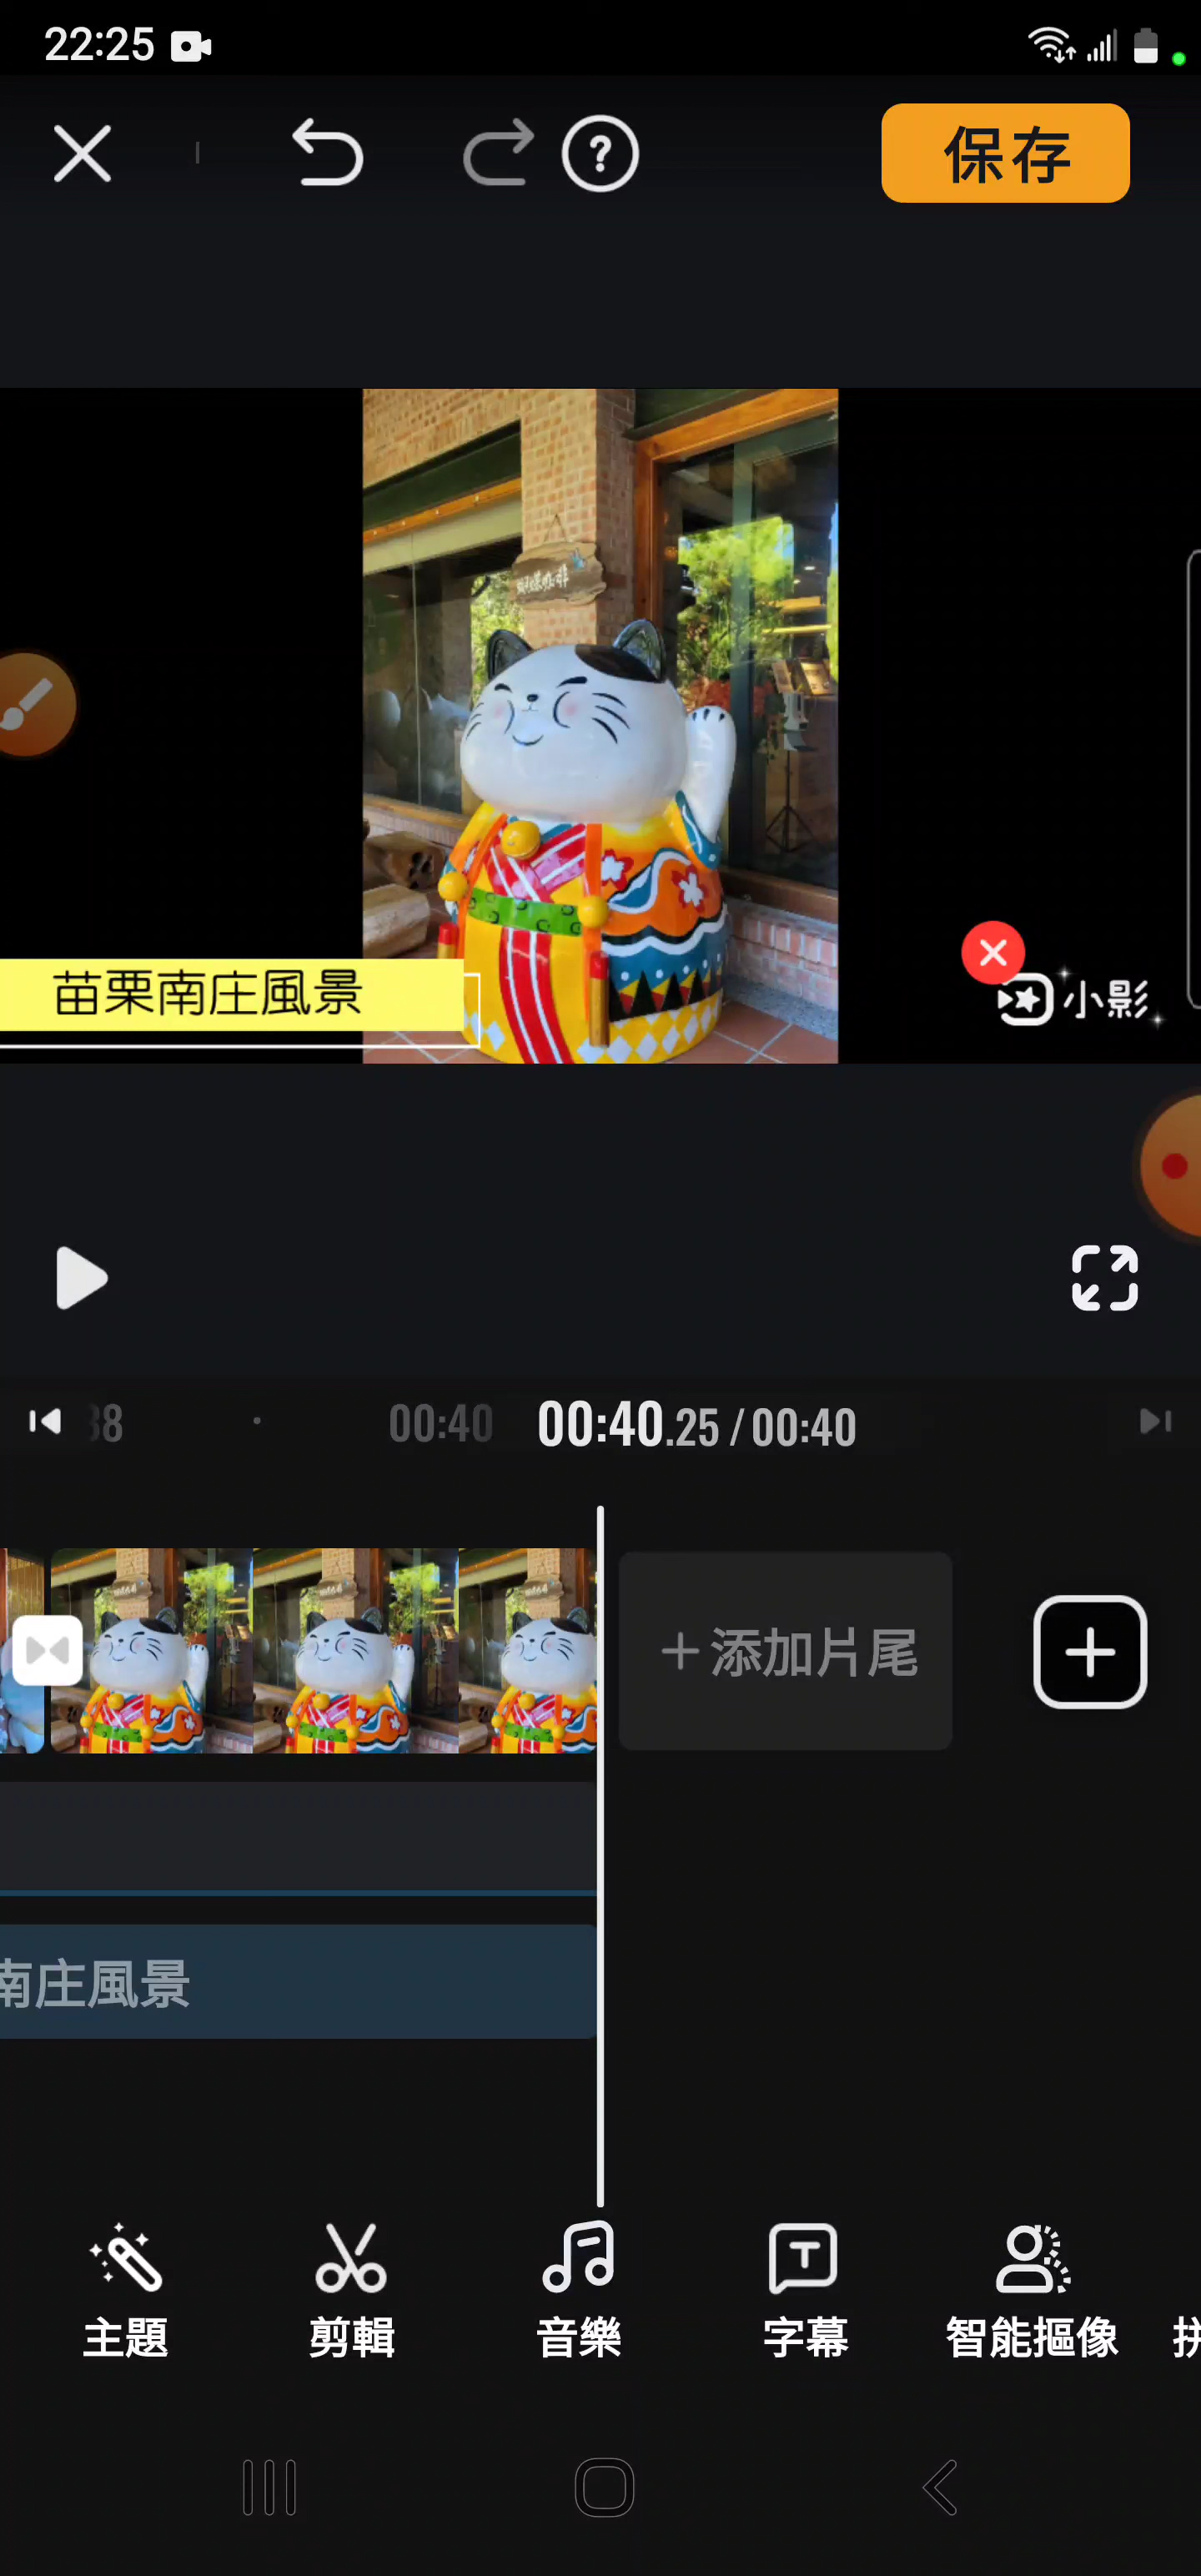 22:25
保存
苗栗南庄風景
小影
38 00:40 00:40.25 / 00:40
+ 添加片尾
南庄風景
主題 剪輯 音樂 字幕 智能摳像